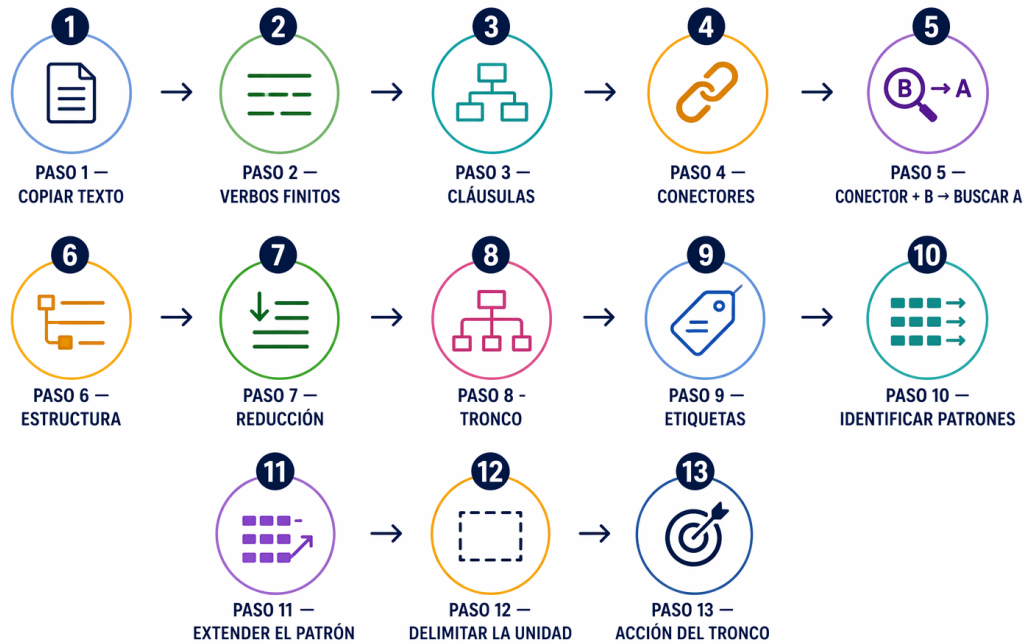 1
2
3
4
5
B → A
PASO 1 —
COPIAR TEXTO
PASO 2 —
VERBOS FINITOS
PASO 3 —
CLÁUSULAS
PASO 4 —
CONECTORES
PASO 5 —
CONECTOR + B → BUSCAR A
6
7
8
9
10
PASO 6 —
ESTRUCTURA
PASO 7 —
REDUCCIÓN
PASO 8 -
TRONCO
PASO 9 —
ETIQUETAS
PASO 10 —
IDENTIFICAR PATRONES
11
12
13
PASO 11 —
EXTENDER EL PATRÓN
PASO 12 —
DELIMITAR LA UNIDAD
PASO 13 —
ACCIÓN DEL TRONCO